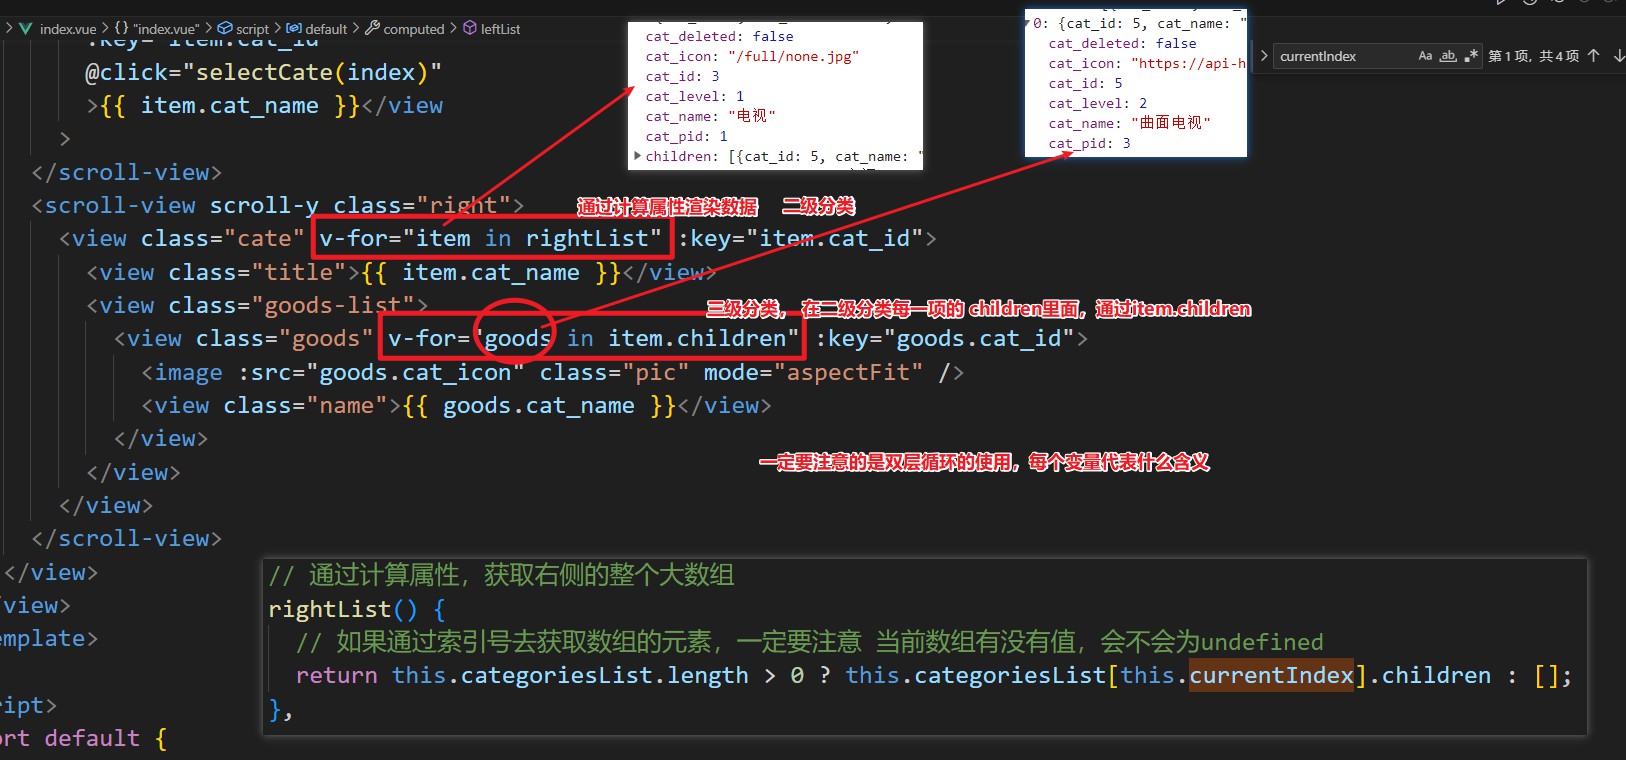 index.vue > {} "index.vue" > script > default > computed > leftList
:key="item.cat_id"
@click="selectCate(index)"
>{{ item.cat_name }}</view
>
</scroll-view>
<scroll-view scroll-y class="right">
<view class="cate" v-for="item in rightList" :key="item.cat_id">
<view class="title">{{ item.cat_name }}</view>
<view class="goods-list">
<view class="goods" v-for="goods in item.children" :key="goods.cat_id">
<image :src="goods.cat_icon" class="pic" mode="aspectFit" />
<view class="name">{{ goods.cat_name }}</view>
</view>
</view>
</view>
</scroll-view>
</view>
/view>
emplate>
ript>
ort default {
cat_deleted: false
cat_icon: "/full/none.jpg"
cat_id: 3
cat_level: 1
cat_name: "电视"
cat_pid: 1
children: [{cat_id: 5, cat_name: "
0: {cat_id: 5, cat_name: "
cat_deleted: false
cat_icon: "https://api-h
cat_id: 5
cat_level: 2
cat_name: "曲面电视"
cat_pid: 3
currentIndex Aa ab .* 第1项, 共4项
通过计算属性渲染数据 二级分类
三级分类，在二级分类每一项的 children里面，通过item.children
一定要注意的是双层循环的使用，每个变量代表什么含义
// 通过计算属性，获取右侧的整个大数组
rightList() {
// 如果通过索引号去获取数组的元素，一定要注意 当前数组有没有值，会不会为undefined
return this.categoriesList.length > 0 ? this.categoriesList[this.currentIndex].children : [];
},